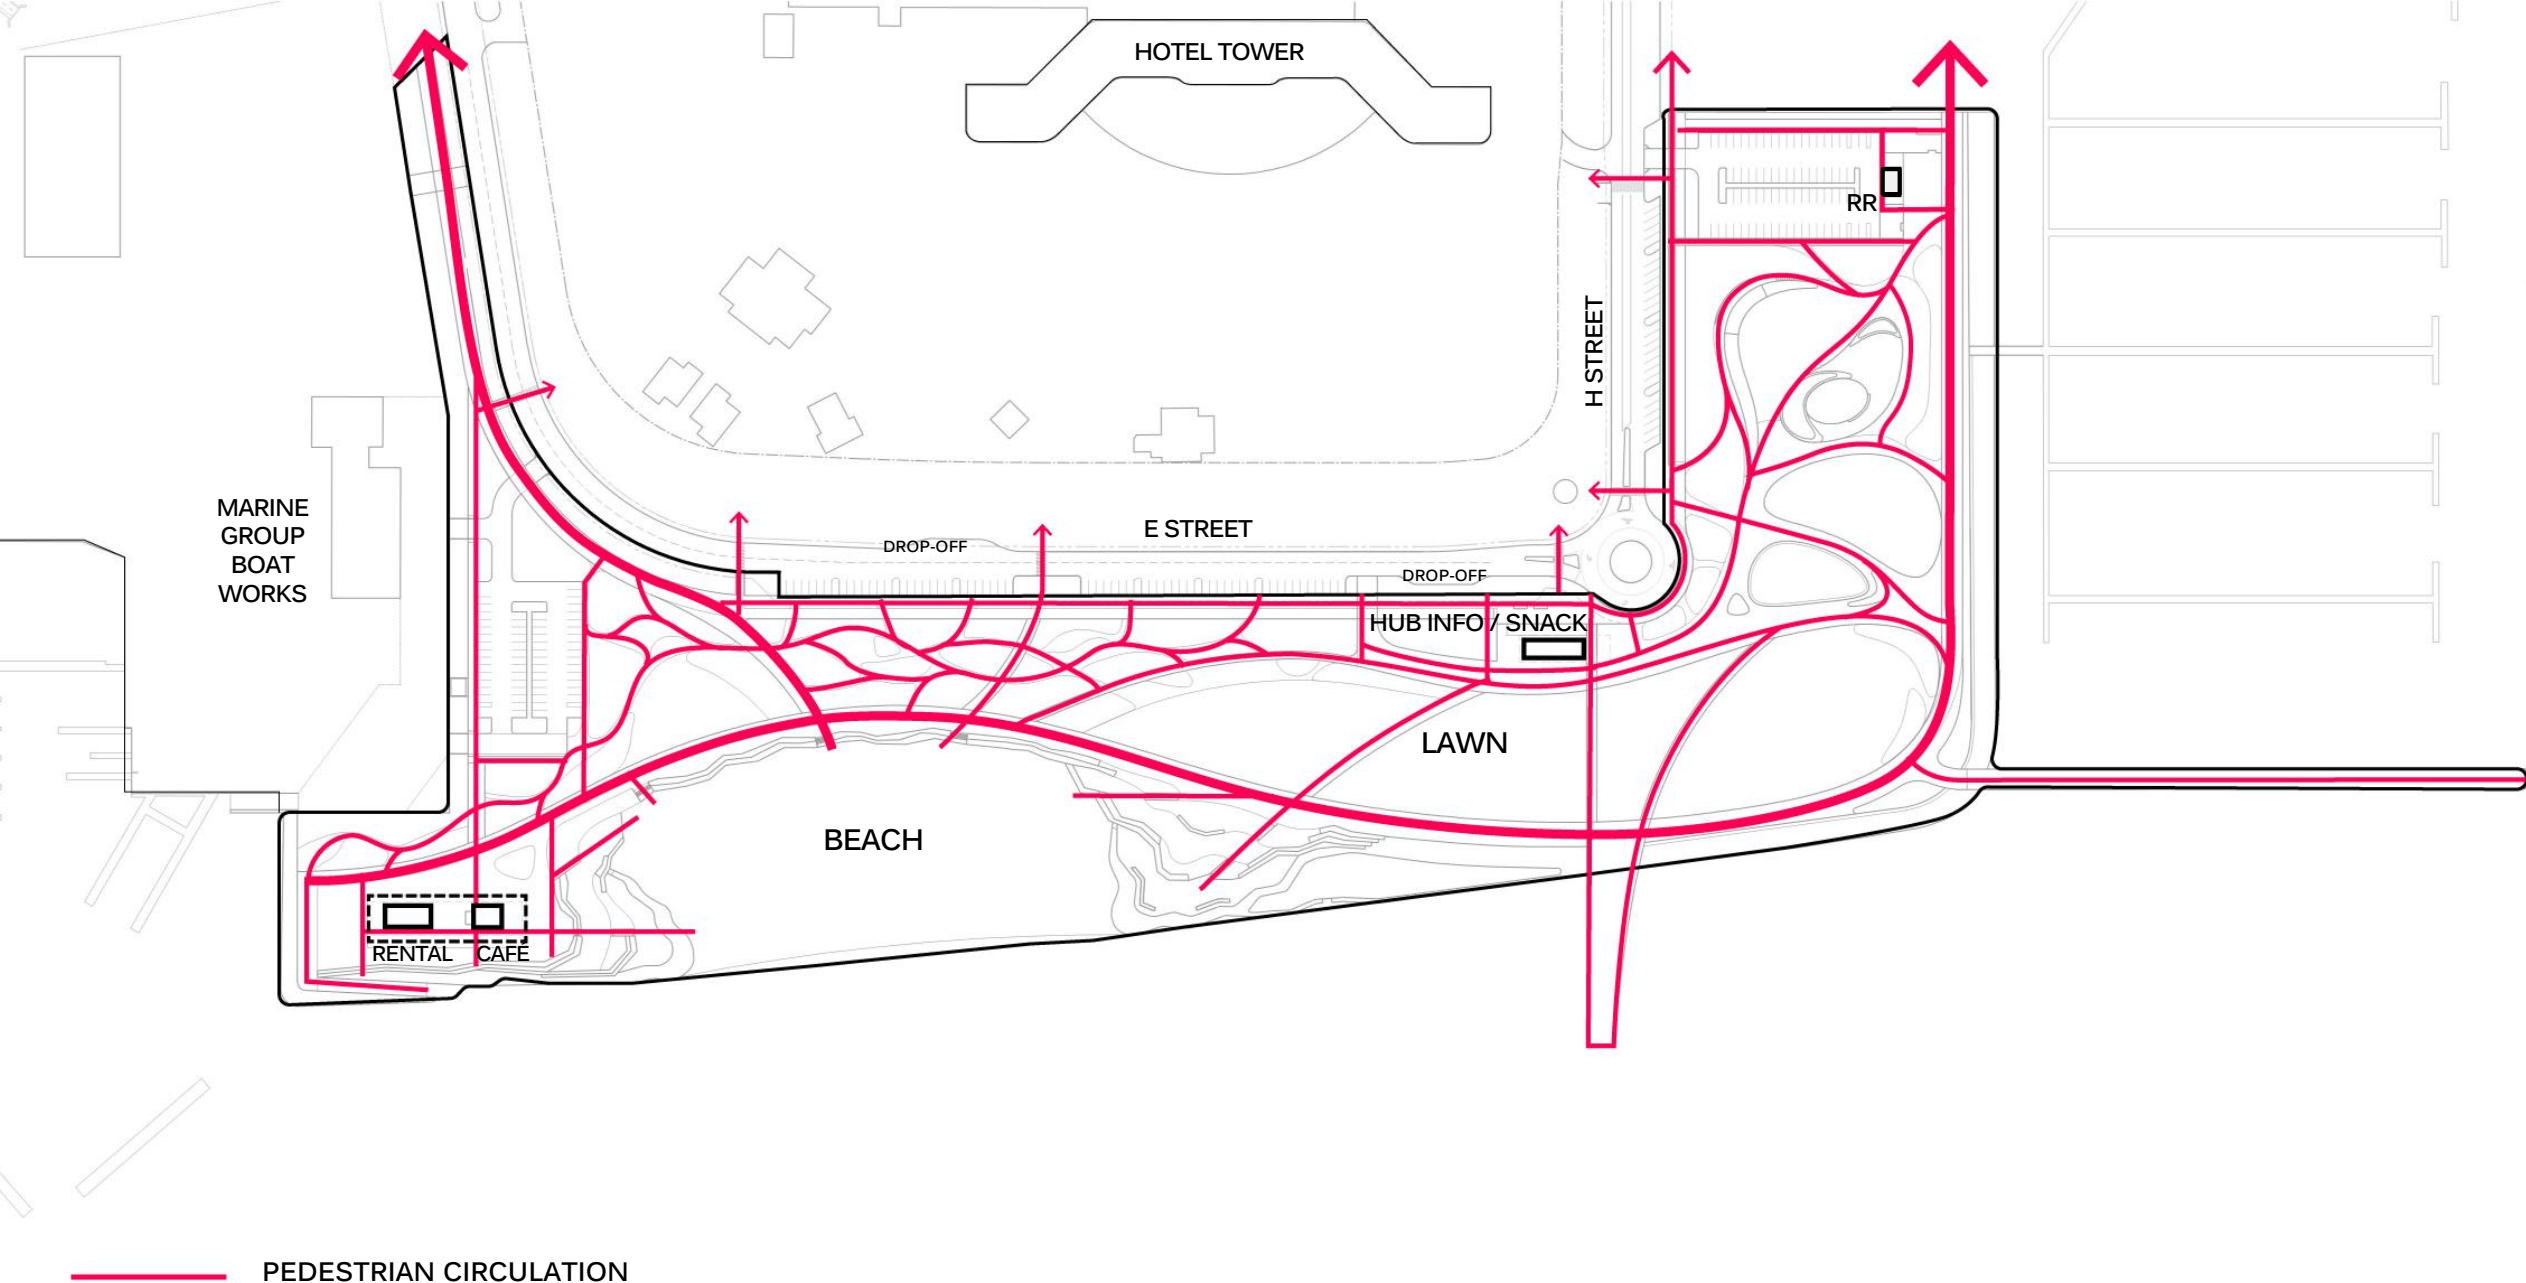 HOTEL TOWER
RR
H STREET
MARINE
GROUP
BOAT
WORKS
E STREET
DROP-OFF
DROP-OFF
HUB INFO / SNACK
LAWN
BEACH
RENTAL
CAFE
PEDESTRIAN CIRCULATION